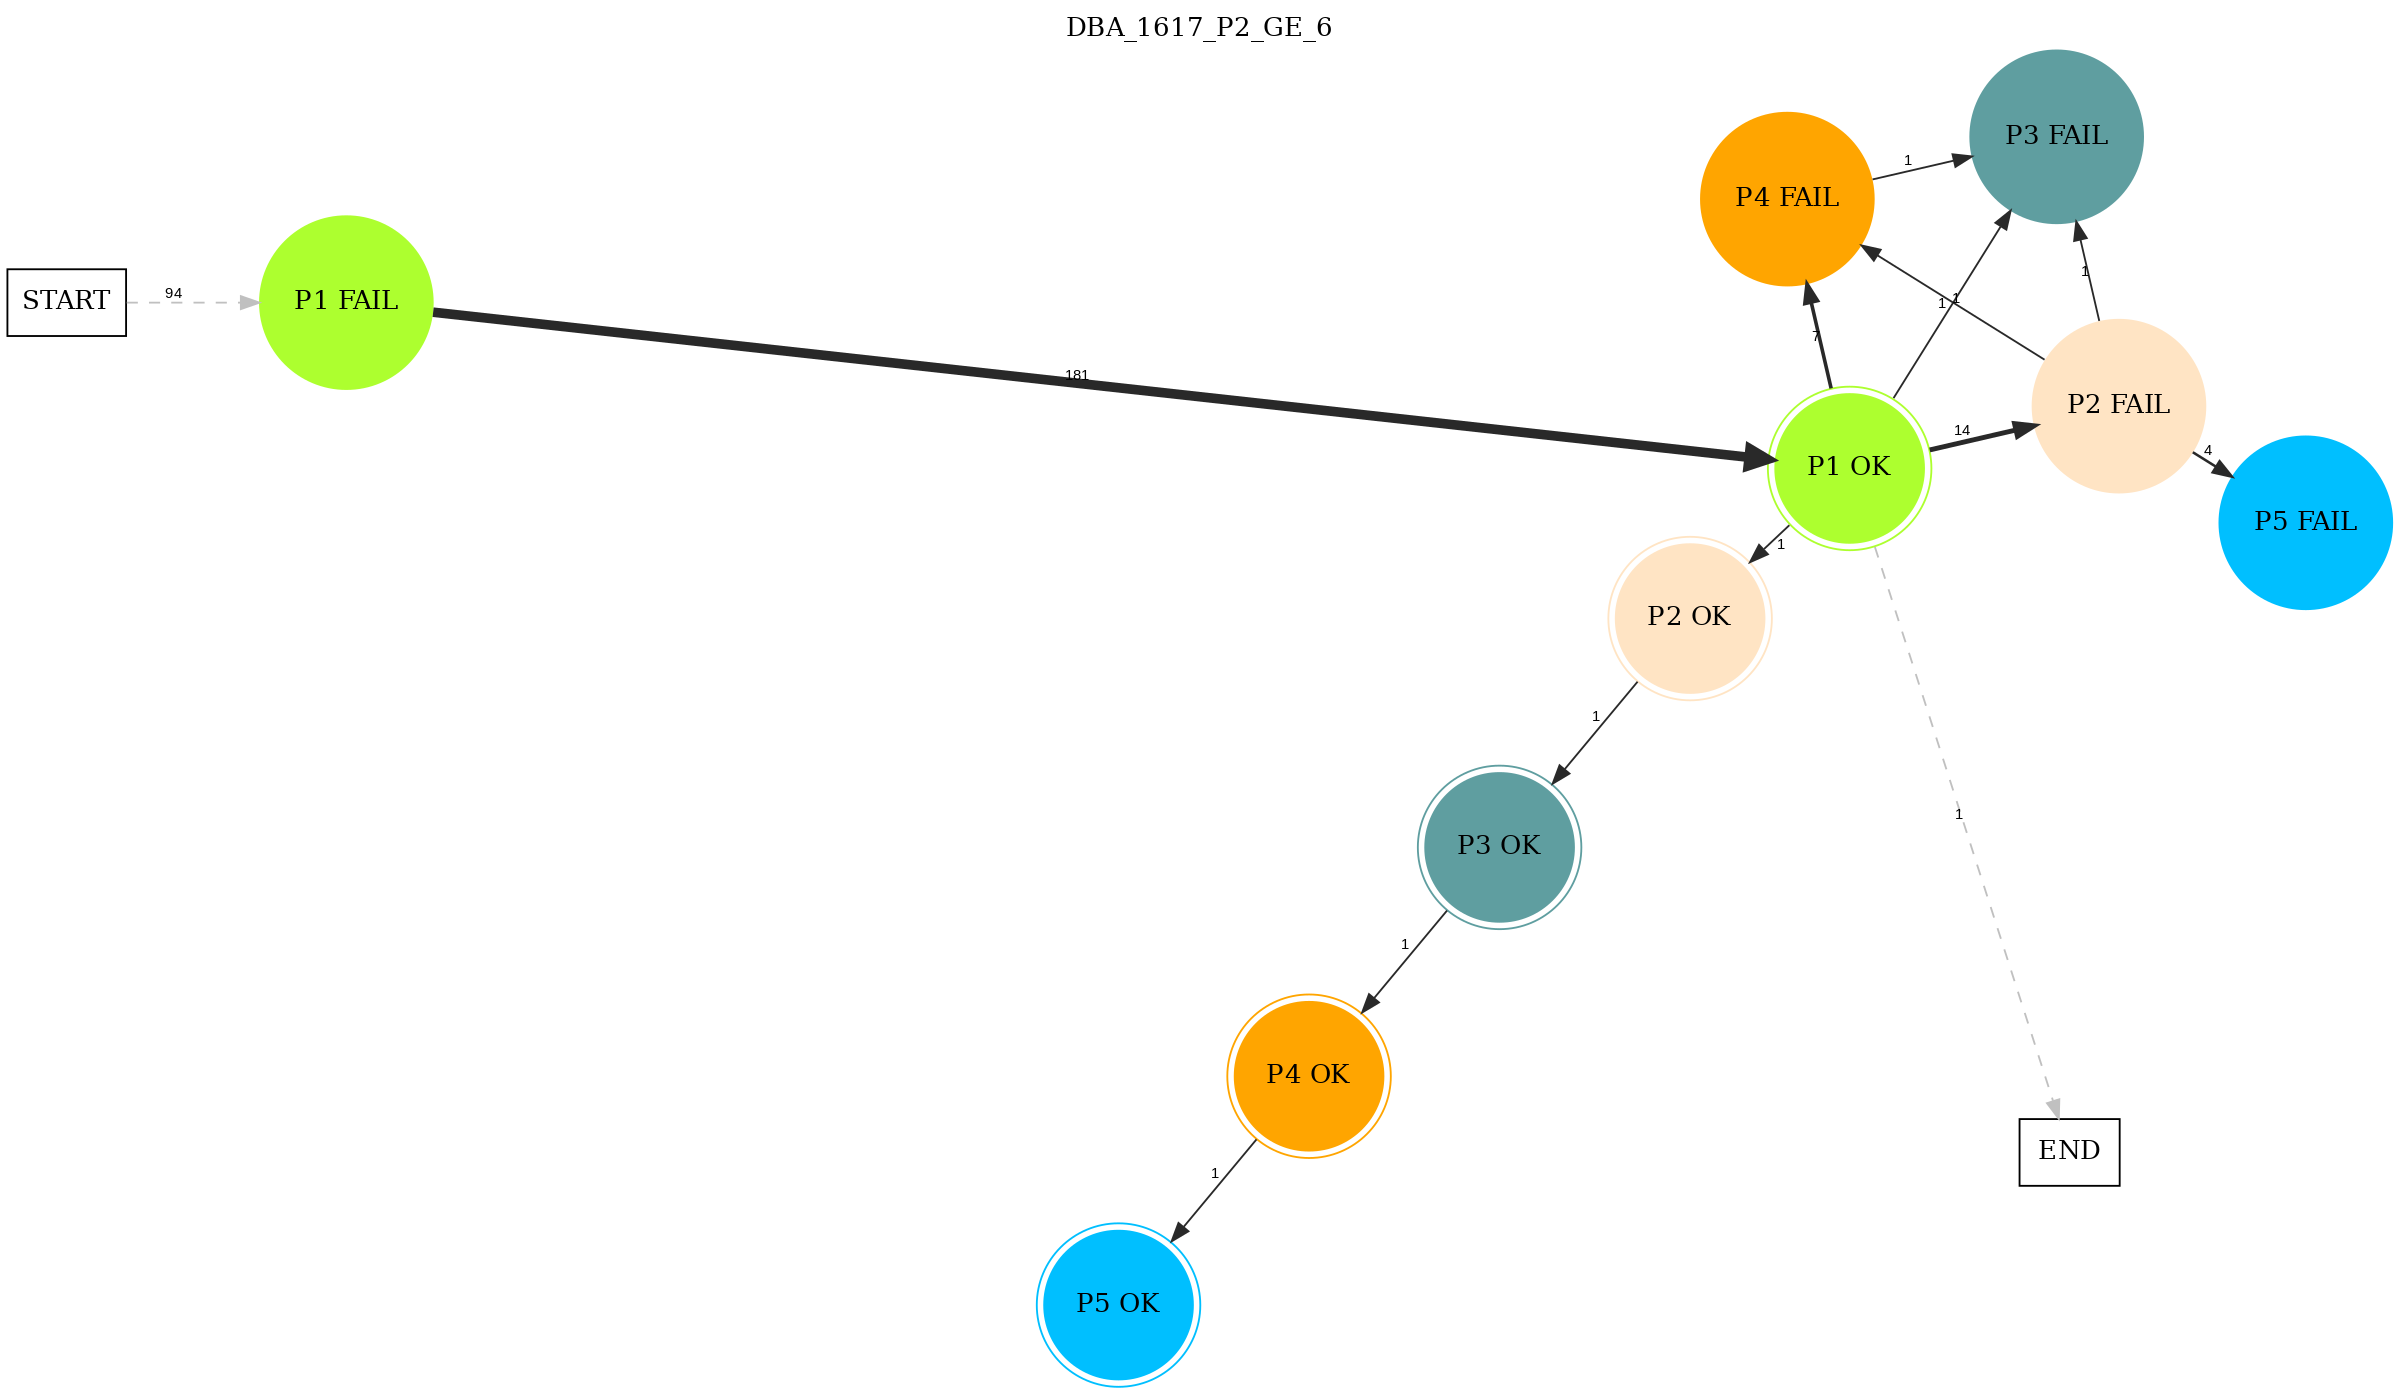 DBA_1617_P2_GE_6
P3 FAIL
1
P4 FAIL
1
START
94
P1 FAIL
1
1
7
181
P2 FAIL
14
4
P1 OK
P5 FAIL
1
P2 OK
1
1
P3 OK
1
P4 OK
END
1
P5 OK